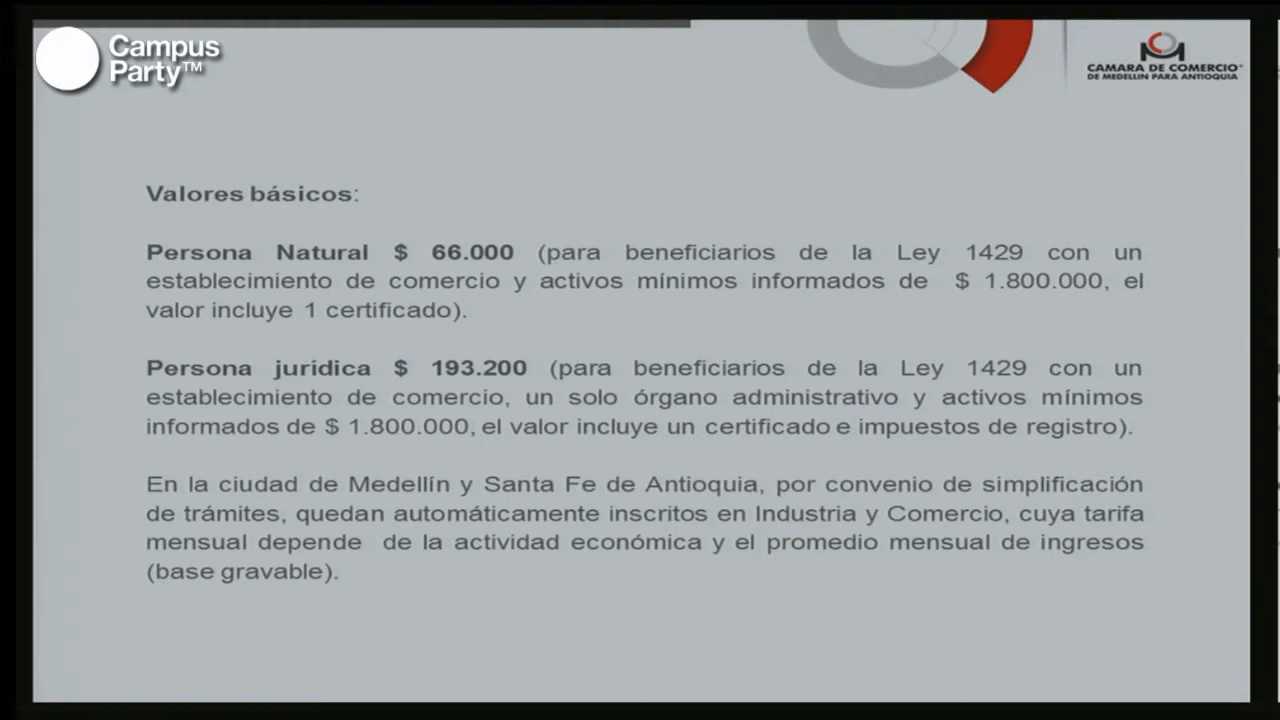 Campus
Party™
CAMARA DE COMERCIO
DE MEDELLIN PARA ANTIOQUIA
Valores básicos:
Persona Natural $ 66.000 (para beneficiarios de la Ley 1429 con un
establecimiento de comercio y activos mínimos informados de $ 1.800.000, el
valor incluye 1 certificado).
Persona jurídica $ 193.200 (para beneficiarios de la Ley 1429 con un
establecimiento de comercio, un solo órgano administrativo y activos mínimos
informados de $ 1.800.000, el valor incluye un certificado e impuestos de registro).
En la ciudad de Medellín y Santa Fe de Antioquia, por convenio de simplificación
de trámites, quedan automáticamente inscritos en Industria y Comercio, cuya tarifa
mensual depende de la actividad económica y el promedio mensual de ingresos
(base gravable).